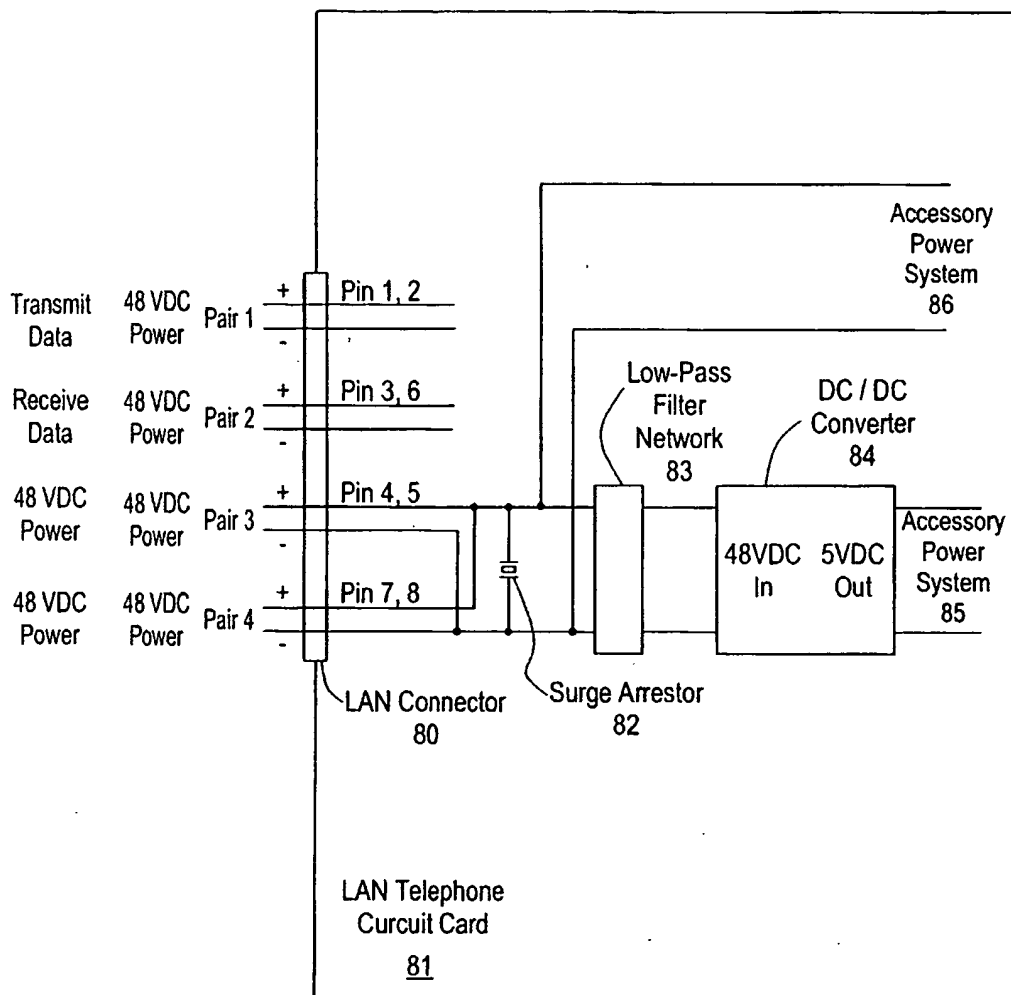 Accessory
Power
System
86
Transmit
Data
48 VDC
Power
Pair 1
+
-
Pin 1, 2
Receive
Data
48 VDC
Power
Pair 2
+
-
Pin 3, 6
Low-Pass
Filter
Network
83
DC / DC
Converter
84
48 VDC
Power
48 VDC
Power
Pair 3
+
-
Pin 4, 5
48VDC
In
5VDC
Out
Accessory
Power
System
85
48 VDC
Power
48 VDC
Power
Pair 4
+
-
Pin 7, 8
LAN Connector
80
Surge Arrestor
82
LAN Telephone
Curcuit Card
81